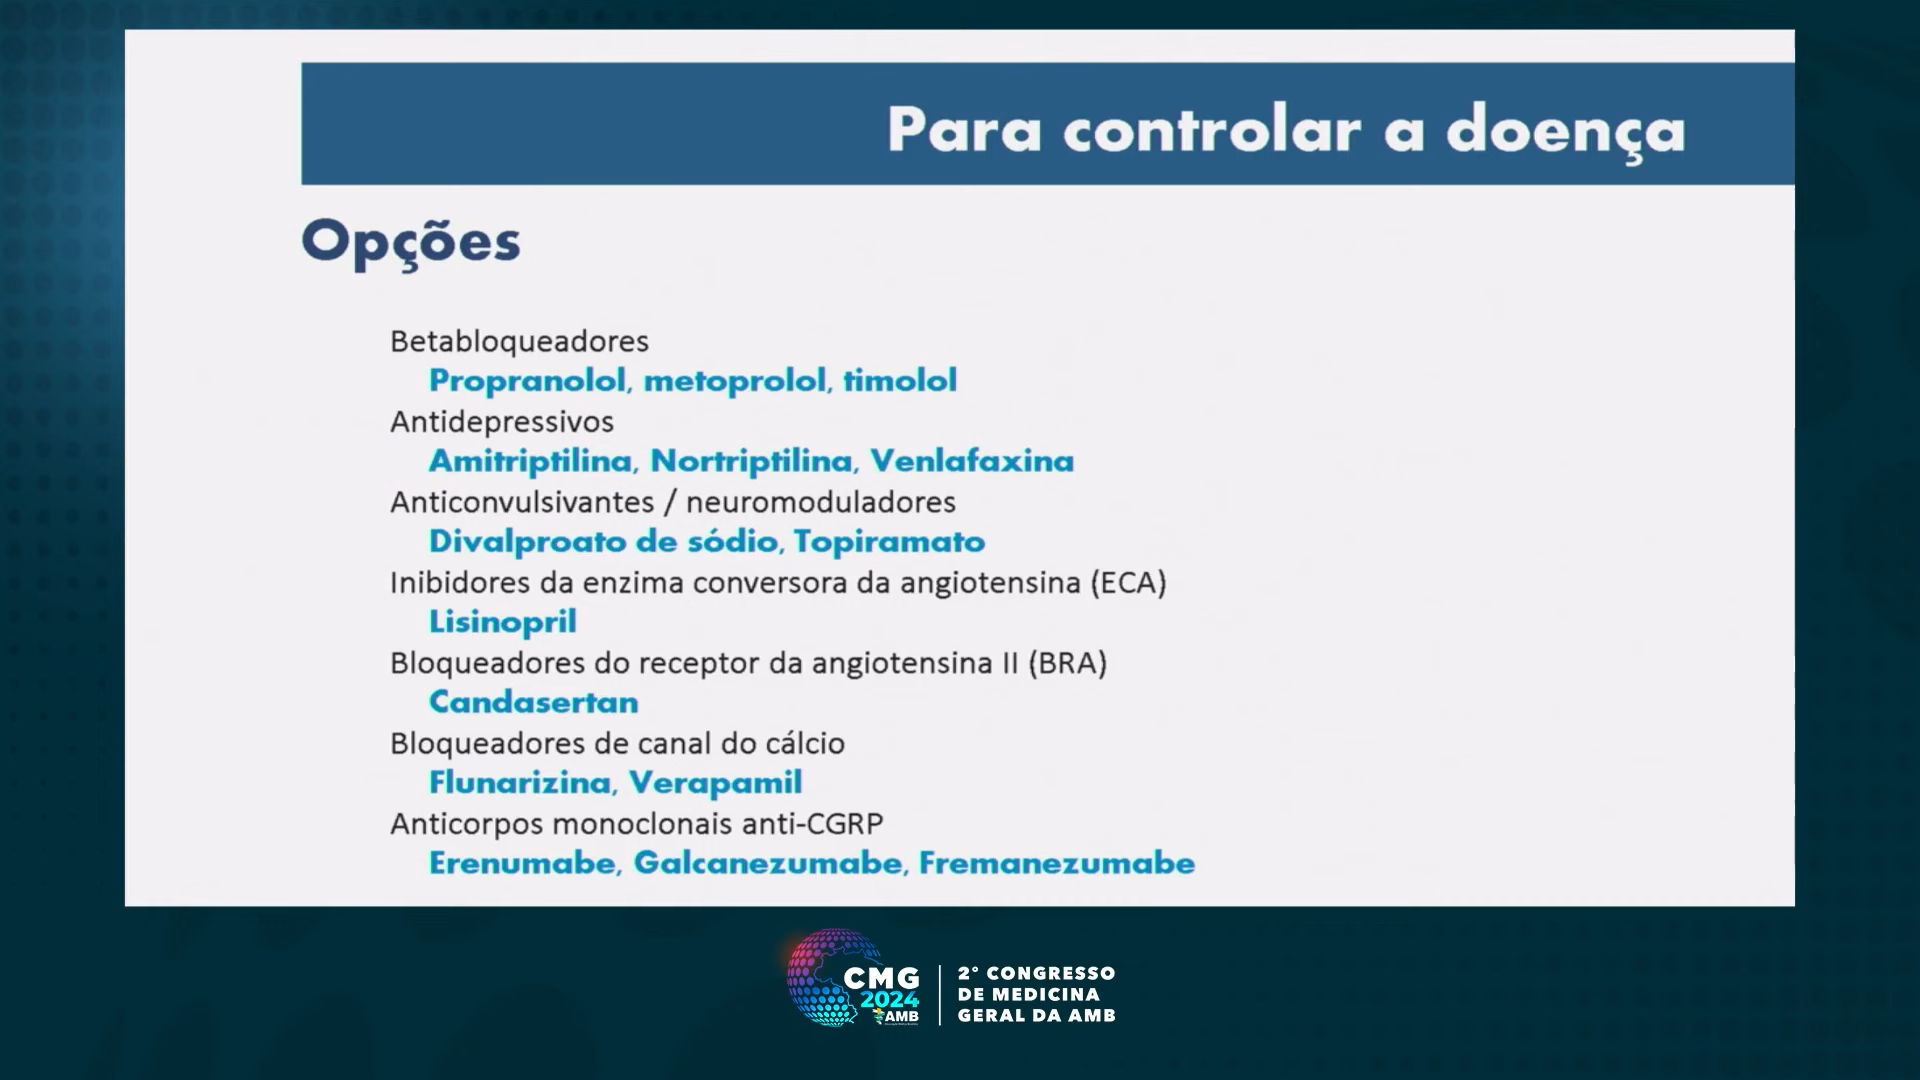 Para controlar a doença
Opções
Betabloqueadores
Propranolol, metoprolol, timolol
Antidepressivos
Amitriptilina, Nortriptilina, Venlafaxina
Anticonvulsivantes / neuromoduladores
Divalproato de sódio, Topiramato
Inibidores da enzima conversora da angiotensina (ECA)
Lisinopril
Bloqueadores do receptor da angiotensina II (BRA)
Candasertan
Bloqueadores de canal do cálcio
Flunarizina, Verapamil
Anticorpos monoclonais anti-CGRP
Erenumabe, Galcanezumabe, Fremanezumabe
CMG
2024
AMB
2° CONGRESSO
DE MEDICINA
GERAL DA AMB